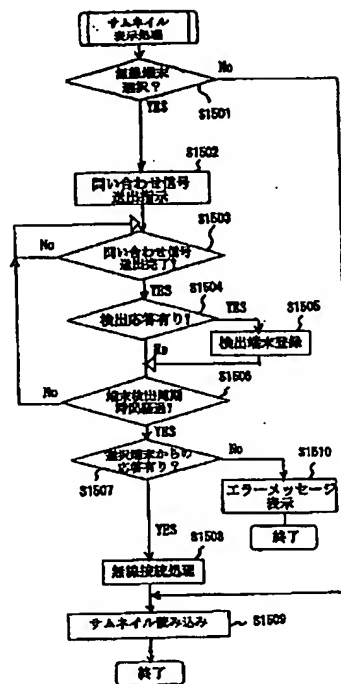 サムネイル
表示処理
無線端末
選択?
No
YES
S1501
S1502
問い合わせ信号
送出指示
S1503
No
問い合わせ信号
送出完了?
YES
S1504
検出応答有り?
YES
S1505
検出端末登録
No
S1506
No
端末検出周期
時間経過?
YES
選択端末からの
応答有り?
No
S1507
S1510
エラーメッセージ
表示
終了
YES
S1508
無線接続処理
サムネイル読み込み
S1509
終了